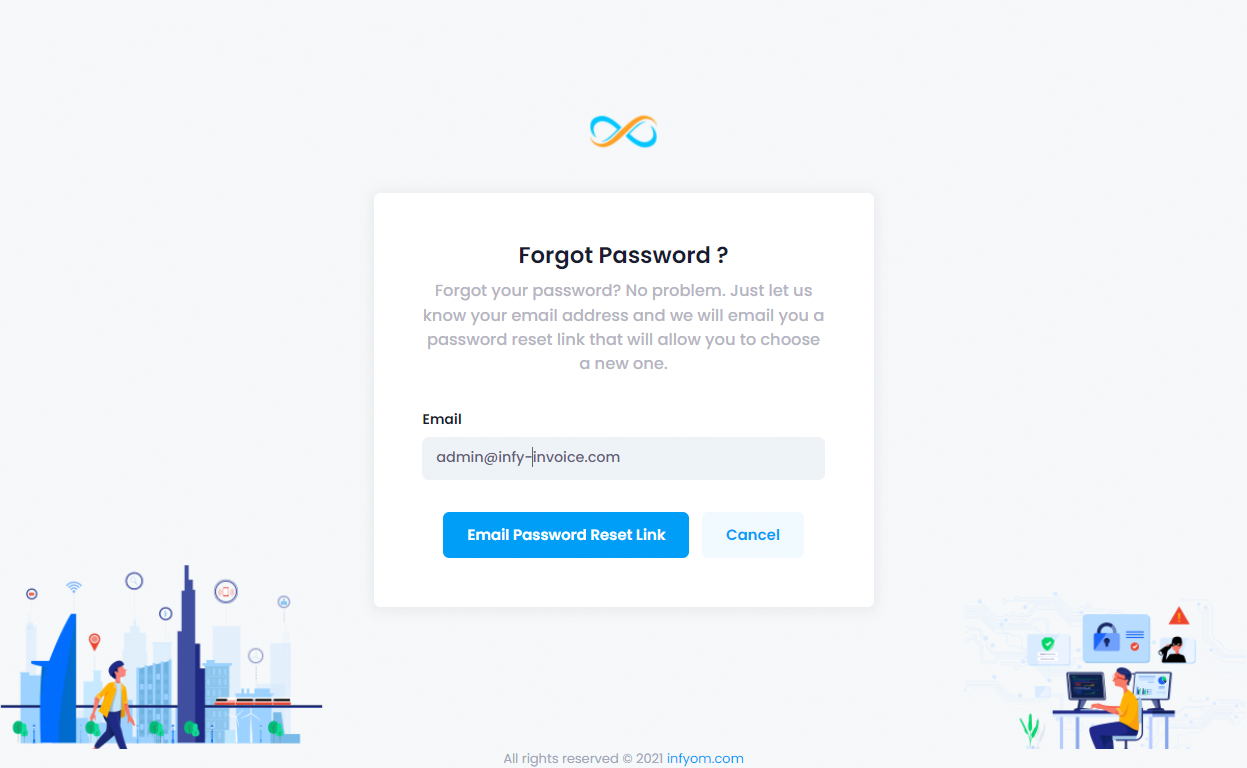 Forgot Password ?
Forgot your password? No problem. Just let us
know your email address and we will email you a
password reset link that will allow you to choose
a new one.
Email
admin@infy-invoice.com
Email Password Reset Link
Cancel
All rights reserved © 2021 infyom.com